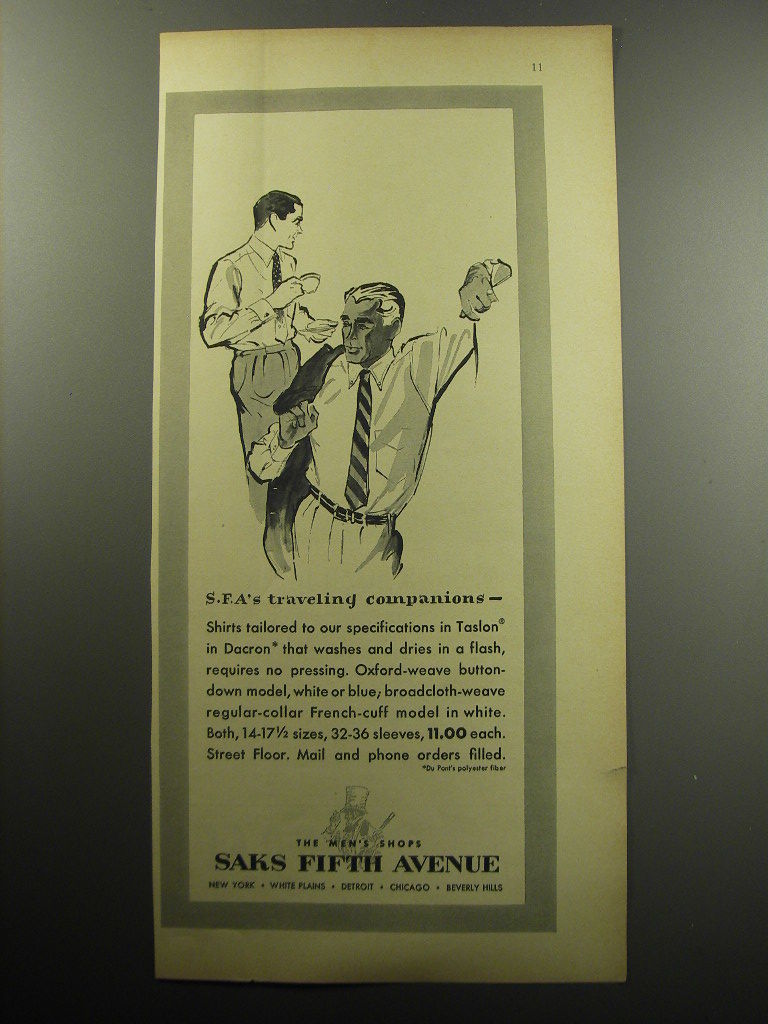 11
S.F.A's traveling companions—
Shirts tailored to our specifications in Taslon®
in Dacron* that washes and dries in a flash,
requires no pressing. Oxford-weave button-
down model, white or blue; broadcloth-weave
regular-collar French-cuff model in white.
Both, 14-17½ sizes, 32-36 sleeves, 11.00 each.
Street Floor. Mail and phone orders filled.
*Du Pont's polyester fiber
THE MEN'S SHOPS
SAKS FIFTH AVENUE
NEW YORK • WHITE PLAINS • DETROIT • CHICAGO • BEVERLY HILLS